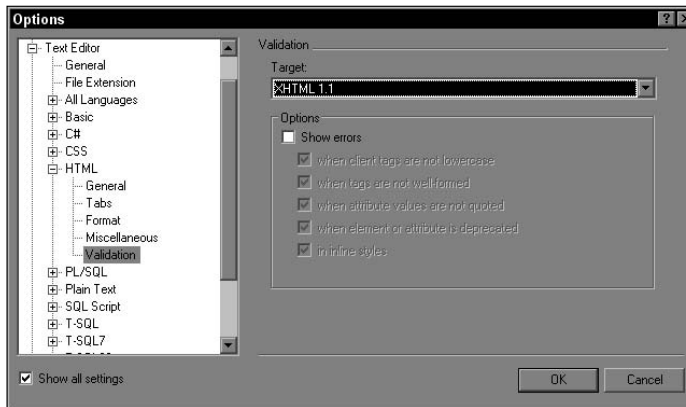 Options
Text Editor
General
File Extension
All Languages
Basic
C#
CSS
HTML
General
Tabs
Format
Miscellaneous
Validation
PL/SQL
Plain Text
SQL Script
T-SQL
T-SQL7
Show all settings
Validation
Target:
XHTML 1.1
Options
Show errors
when client tags are not lowercase
when tags are not well-formed
when attribute values are not quoted
when element or attribute is deprecated
in inline styles
OK
Cancel